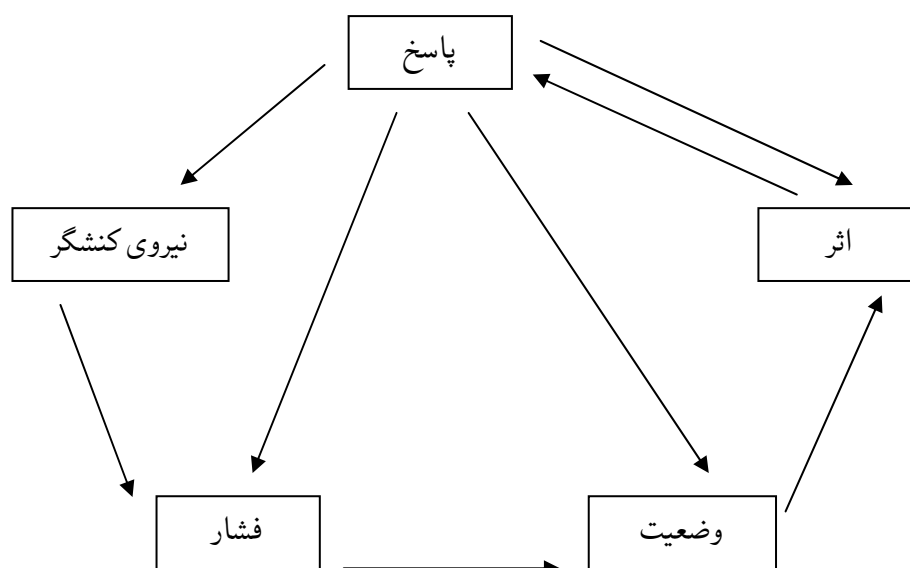 پاسخ
اثر
نیروی کنشگر
وضعیت
فشار